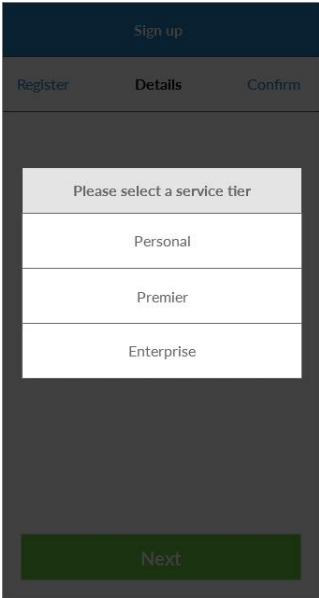 Sign up
Register Details Confirm
Please select a service tier
Personal
Premier
Enterprise
Next